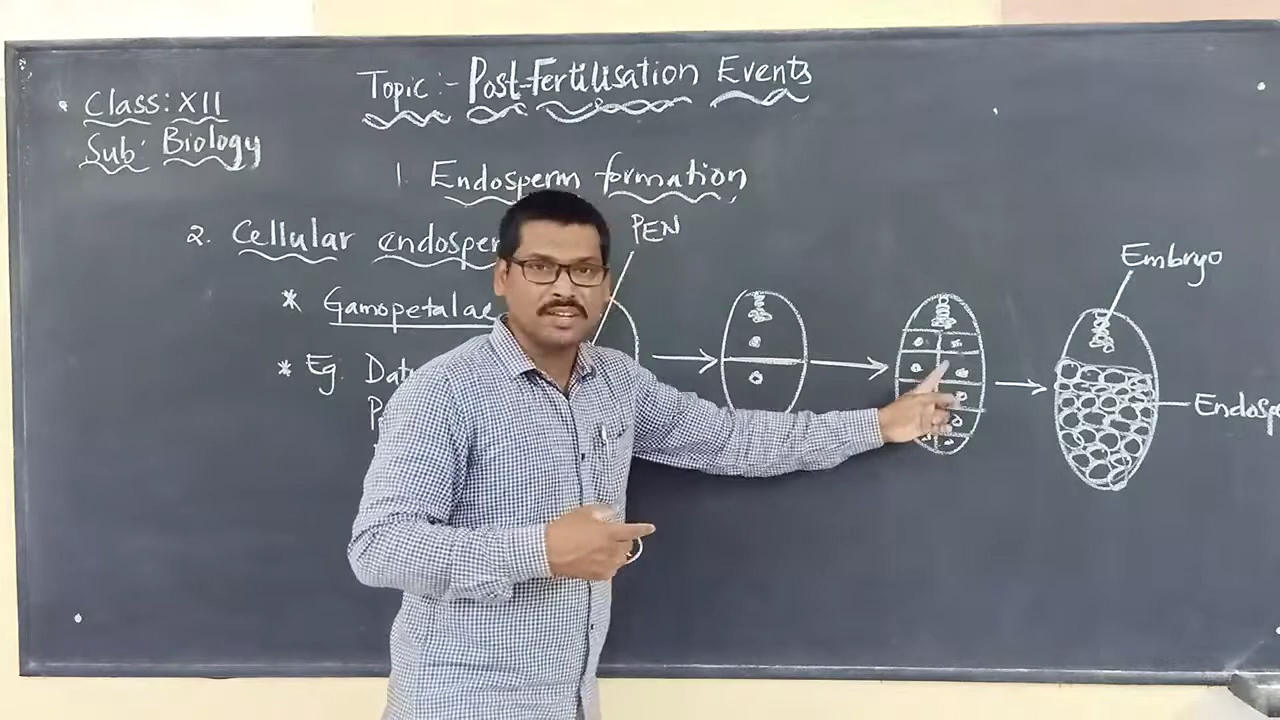 Class: XII
Sub: Biology
Topic:- Post-Fertilisation Events
1. Endosperm formation
2. Cellular endosper
PEN
* Gamopetalae
* Eg. Dat
P
Embryo
Endosp